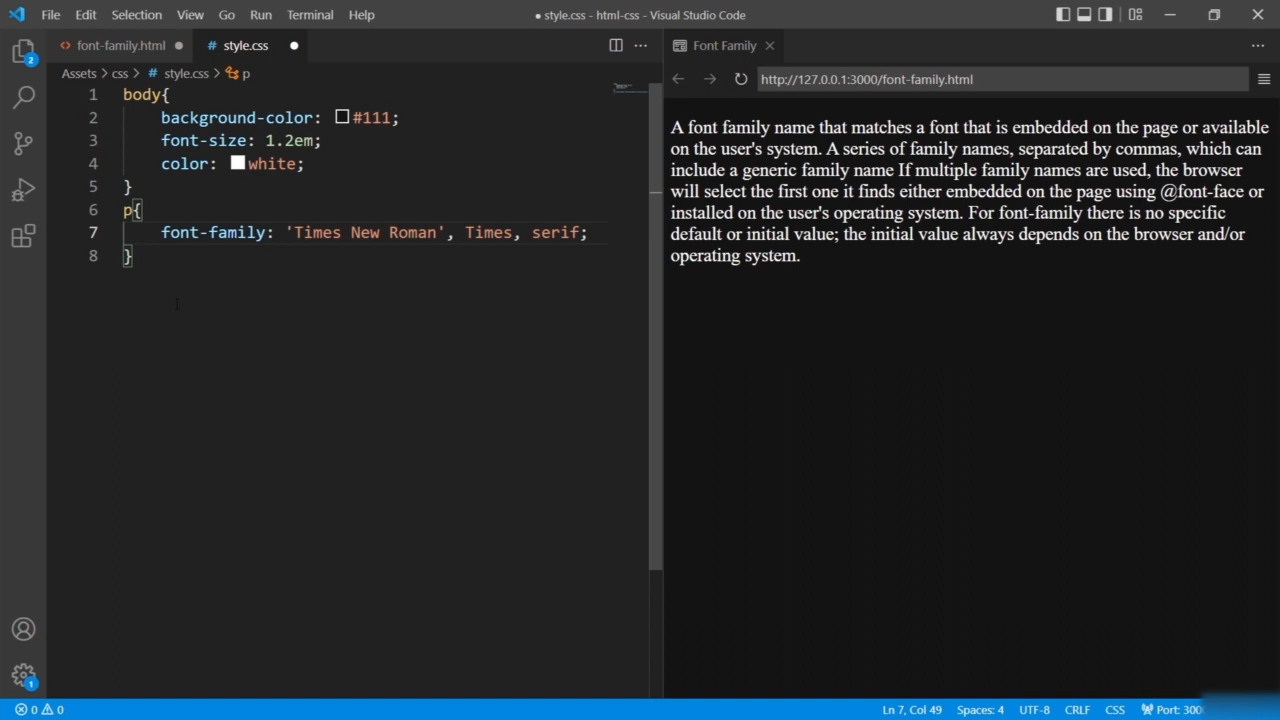 File Edit Selection View Go Run Terminal Help
● style.css - html-css - Visual Studio Code
<> font-family.html ●
# style.css ●
Font Family
Assets > css > # style.css > p
http://127.0.0.1:3000/font-family.html
1 body{
2 background-color: #111;
3 font-size: 1.2em;
4 color: white;
5 }
6 p{
7 font-family: 'Times New Roman', Times, serif;
8 }
A font family name that matches a font that is embedded on the page or available
on the user's system. A series of family names, separated by commas, which can
include a generic family name If multiple family names are used, the browser
will select the first one it finds either embedded on the page using @font-face or
installed on the user's operating system. For font-family there is no specific
default or initial value; the initial value always depends on the browser and/or
operating system.
2
1
0 0
Ln 7, Col 49 Spaces: 4 UTF-8 CRLF CSS Port: